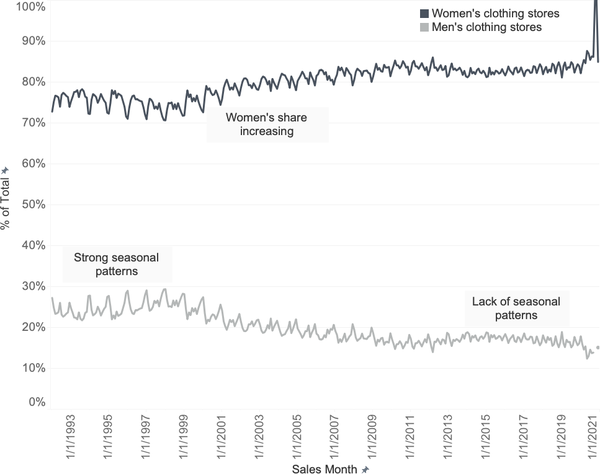 100%
Women's clothing stores
Men's clothing stores
90%
80%
70%
Women's share
increasing
60%
50%
% of Total
40%
Strong seasonal
patterns
30%
Lack of seasonal
patterns
20%
10%
0%
1/1/1993
1/1/1995
1/1/1997
1/1/1999
1/1/2001
1/1/2003
1/1/2005
1/1/2007
1/1/2009
1/1/2011
1/1/2013
1/1/2015
1/1/2017
1/1/2019
1/1/2021
Sales Month